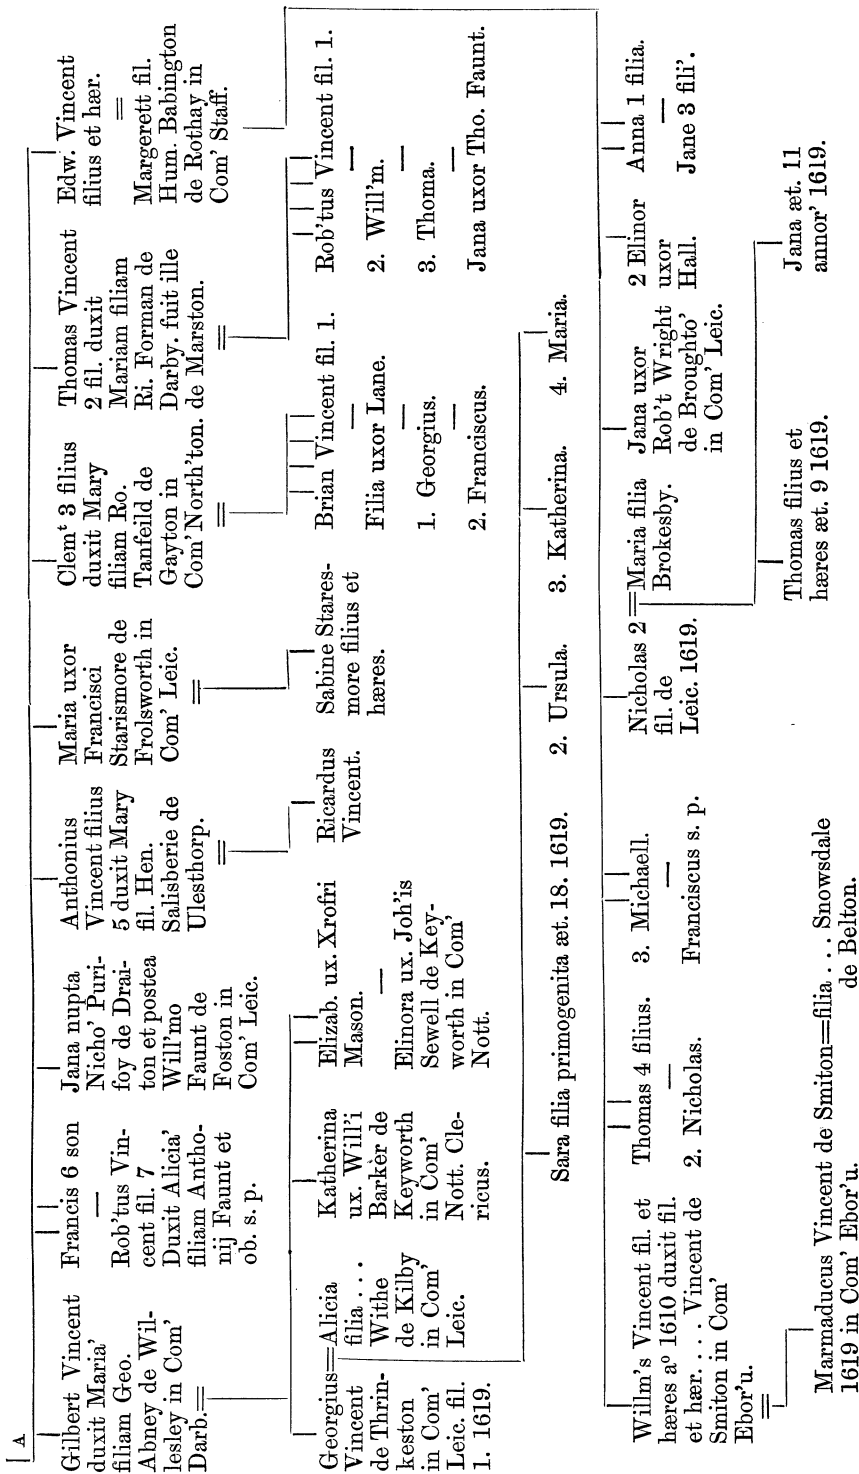 A
Gilbert Vincent
duxit Maria'
filiam Geo.
Abney de Wil-
lesley in Com'
Darb.═
Francis 6 son
—
Rob'tus Vin-
cent fil. 7
Duxit Alicia'
filiam Antho-
nij Faunt et
ob. s. p.
Jana nupta
Nicho' Puri-
foy de Drai-
ton et postea
Will'mo
Faunt de
Foston in
Com' Leic.
Anthonius
Vincent filius
5 duxit Mary
fil. Hen.
Salisberie de
Ulesthorp.
Maria uxor
Francisci
Starismore de
Frolsworth in
Com' Leic.
Clemt 3 filius
duxit Mary
filiam Ro.
Tanfeild de
Gayton in
Com' North'ton.
Thomas Vincent
2 fil. duxit
Mariam filiam
Ri. Forman de
Darby. fuit ille
de Marston.
Edw. Vincent
filius et hær.
═
Margerett fil.
Hum. Babington
de Rothay in
Com' Staff.
Georgius═Alicia
Vincent filia ...
de Thrin- Withe
keston de Kilby
in Com' in Com'
Leic. fil. Leic.
1. 1619.
Katherina
ux. Will'i
Barker de
Keyworth
in Com'
Nott. Cle-
ricus.
Elizab. ux. Xrofri
Mason.
—
Elinora ux. Joh'is
Sewell de Key-
worth in Com'
Nott.
Ricardus
Vincent.
Sabine Stares-
more filius et
hæres.
Brian Vincent fil. 1.
—
Filia uxor Lane.
—
1. Georgius.
—
2. Franciscus.
Rob'tus Vincent fil. 1.
—
2. Will'm.
—
3. Thoma.
—
Jana uxor Tho. Faunt.
Sara filia primogenita æt. 18. 1619.
2. Ursula.
3. Katherina.
4. Maria.
Willm's Vincent fil. et
hæres ao 1610 duxit fil.
et hær. ... Vincent de
Smiton in Com'
Ebor'u.
═
Thomas 4 filius.
—
2. Nicholas.
3. Michaell.
—
Franciscus s. p.
Nicholas 2═Maria filia
fil. de Brokesby.
Leic. 1619.
Jana uxor
Rob't Wright
de Broughto'
in Com' Leic.
2 Elinor
uxor
Hall.
Anna 1 filia.
—
Jane 3 fili'.
Marmaducus Vincent de Smiton═filia ... Snowsdale
1619 in Com' Ebor'u. de Belton.
Thomas filius et
hæres æt. 9 1619.
Jana æt. 11
annor' 1619.